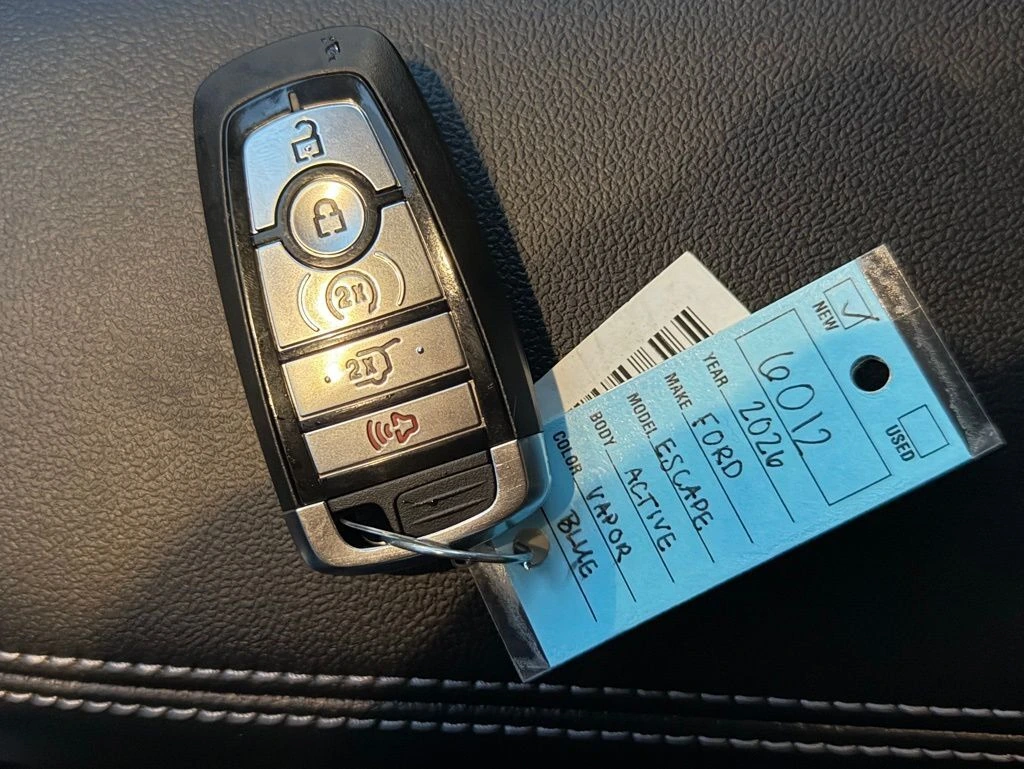 2x
2x
NEW ✓
USED
6012
YEAR 2026
MAKE FORD
MODEL ESCAPE
BODY ACTIVE
COLOR VAPOR
BLUE